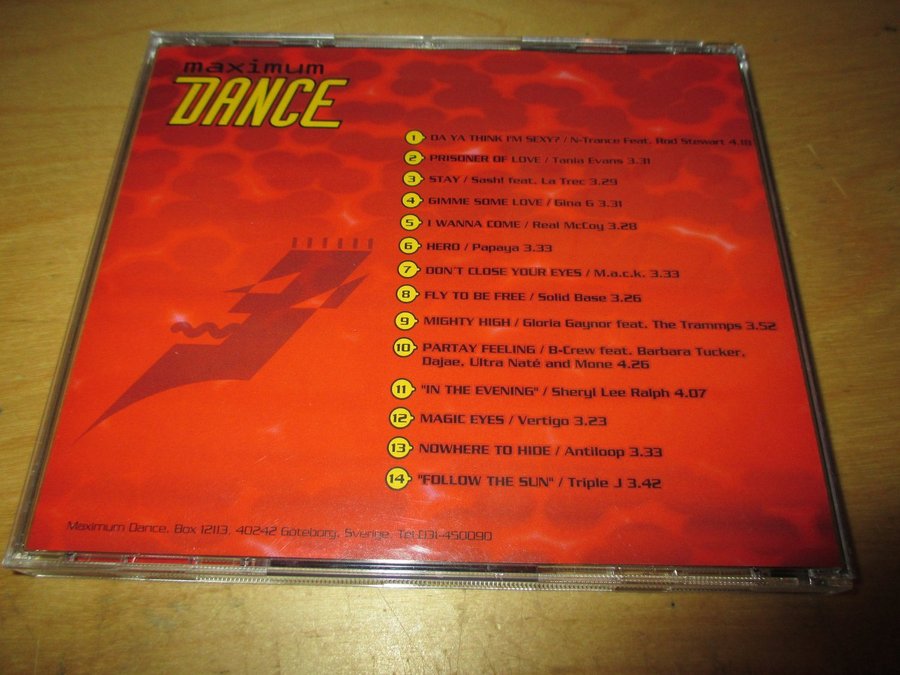 maximum
DANCE
1 DA YA THINK I'M SEXY? / N-Trance Feat. Rod Stewart 4.18
2 PRISONER OF LOVE / Tania Evans 3.31
3 STAY / Sash! feat. La Trec 3.29
4 GIMME SOME LOVE / Gina G 3.31
5 I WANNA COME / Real McCoy 3.28
6 HERO / Papaya 3.33
7 DON'T CLOSE YOUR EYES / M.a.c.k. 3.33
8 FLY TO BE FREE / Solid Base 3.26
9 MIGHTY HIGH / Gloria Gaynor feat. The Trammps 3.52
10 PARTAY FEELING / B-Crew feat. Barbara Tucker,
Dajae, Ultra Naté and Mone 4.26
11 "IN THE EVENING" / Sheryl Lee Ralph 4.07
12 MAGIC EYES / Vertigo 3.23
13 NOWHERE TO HIDE / Antiloop 3.33
14 "FOLLOW THE SUN" / Triple J 3.42
Maximum Dance, Box 12113, 40242 Göteborg, Sverige. Tel.031-450090